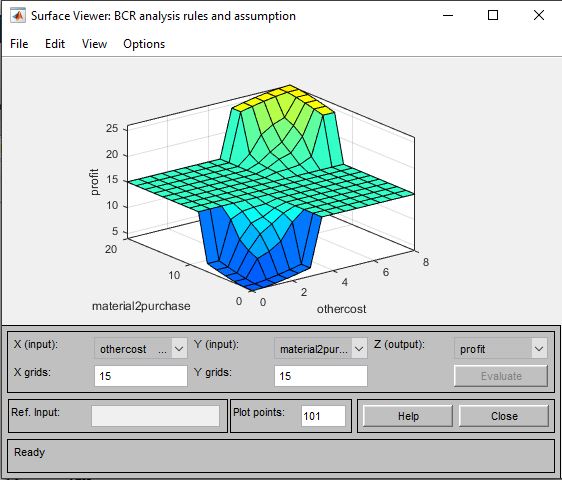 Surface Viewer: BCR analysis rules and assumption
File Edit View Options
25
20
15
10
5
profit
20
10
0
material2purchase
0
2
4
6
8
othercost
X (input): othercost ... Y (input): material2pur... Z (output): profit
X grids: 15 Y grids: 15 Evaluate
Ref. Input: Plot points: 101 Help Close
Ready